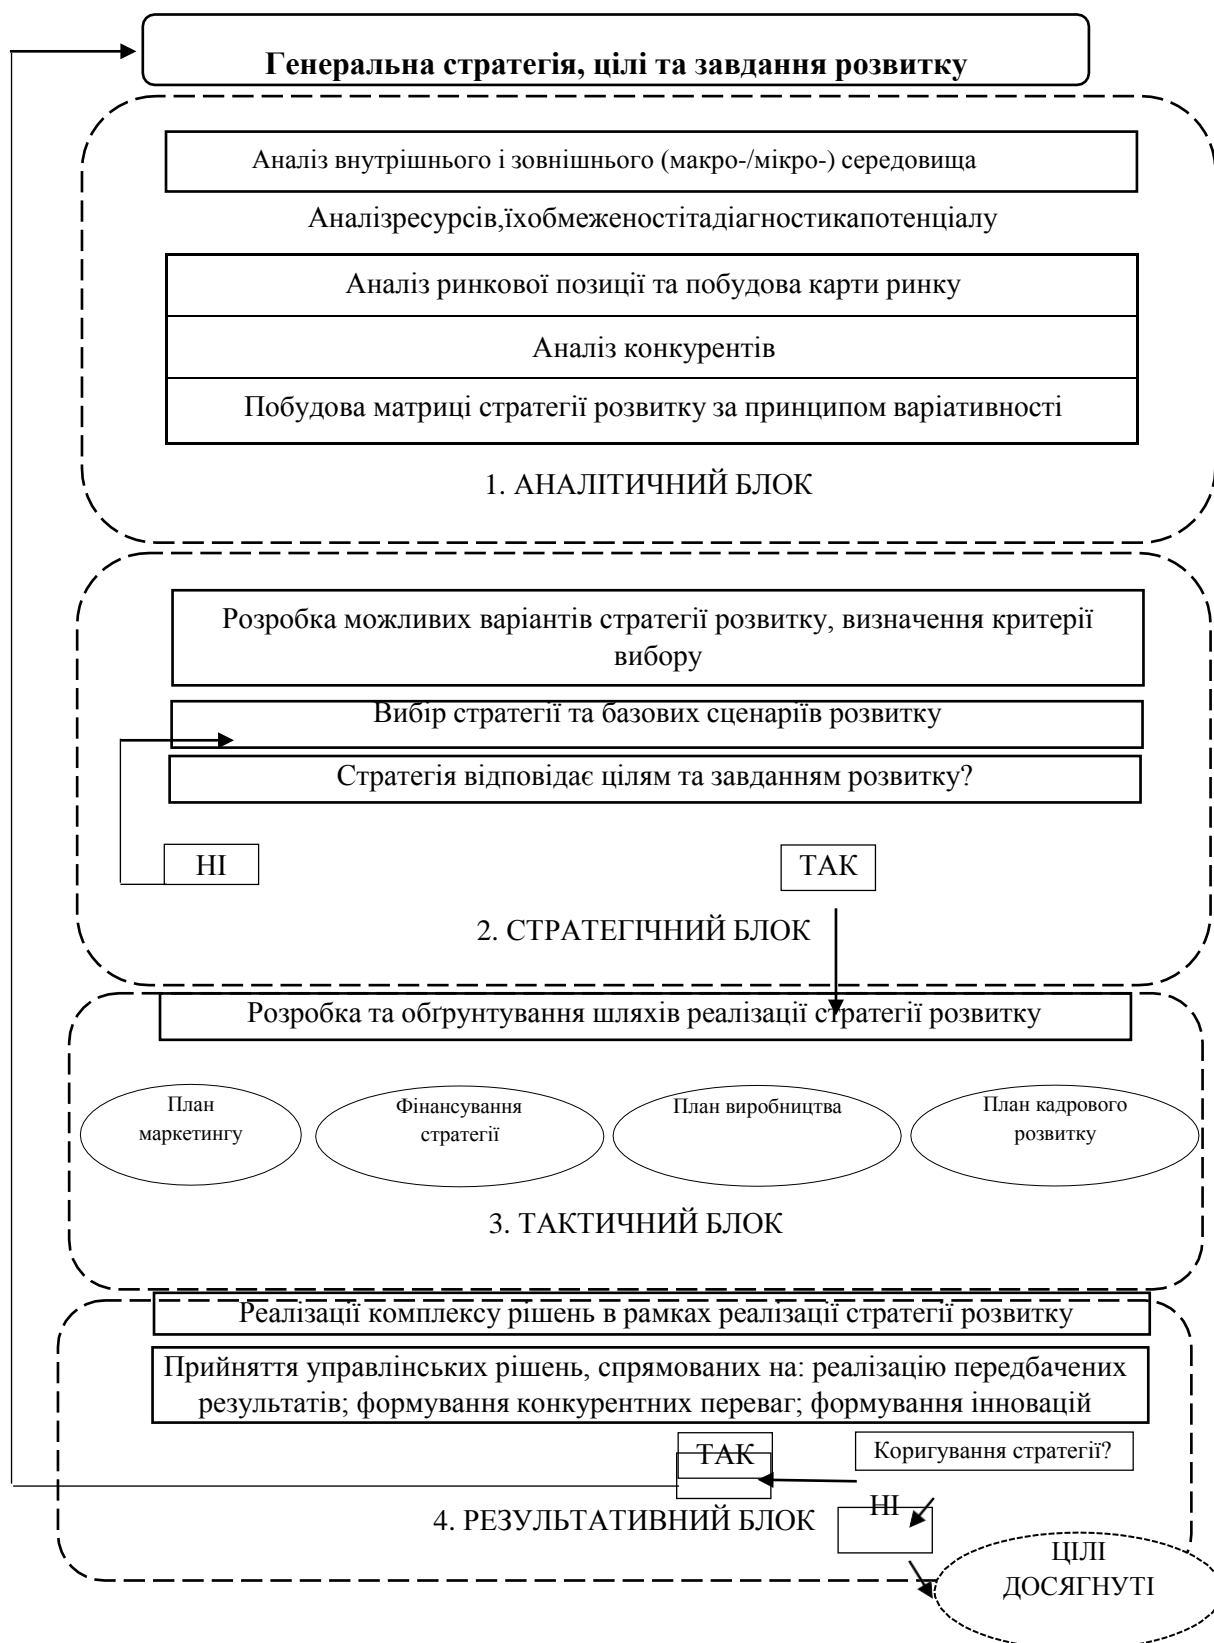 Генеральна стратегія, цілі та завдання розвитку
Аналіз внутрішнього і зовнішнього (макро-/мікро-) середовища
Аналізресурсів,їхобмеженостітадіагностикапотенціалу
Аналіз ринкової позиції та побудова карти ринку
Аналіз конкурентів
Побудова матриці стратегії розвитку за принципом варіативності
1. АНАЛІТИЧНИЙ БЛОК
Розробка можливих варіантів стратегії розвитку, визначення критерії
вибору
Вибір стратегії та базових сценаріїв розвитку
Стратегія відповідає цілям та завданням розвитку?
НІ
ТАК
2. СТРАТЕГІЧНИЙ БЛОК
Розробка та обґрунтування шляхів реалізації стратегії розвитку
План
маркетингу
Фінансування
стратегії
План виробництва
План кадрового
розвитку
3. ТАКТИЧНИЙ БЛОК
Реалізації комплексу рішень в рамках реалізації стратегії розвитку
Прийняття управлінських рішень, спрямованих на: реалізацію передбачених
результатів; формування конкурентних переваг; формування інновацій
ТАК
Коригування стратегії?
НІ
4. РЕЗУЛЬТАТИВНИЙ БЛОК
ЦІЛІ
ДОСЯГНУТІ